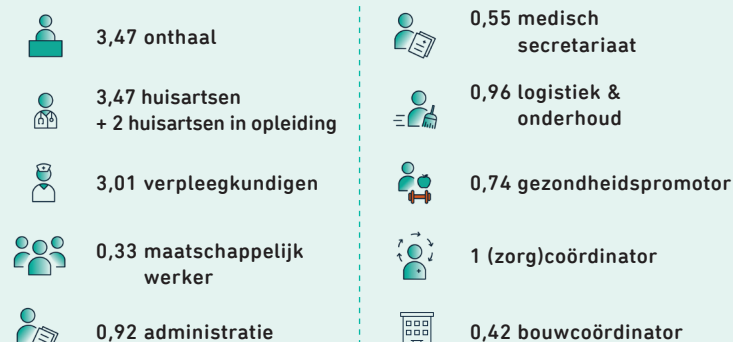 3,47 onthaal
3,47 huisartsen
+ 2 huisartsen in opleiding
3,01 verpleegkundigen
0,33 maatschappelijk
werker
0,92 administratie
0,55 medisch
secretariaat
0,96 logistiek &
onderhoud
0,74 gezondheidspromotor
1 (zorg)coördinator
0,42 bouwcoördinator